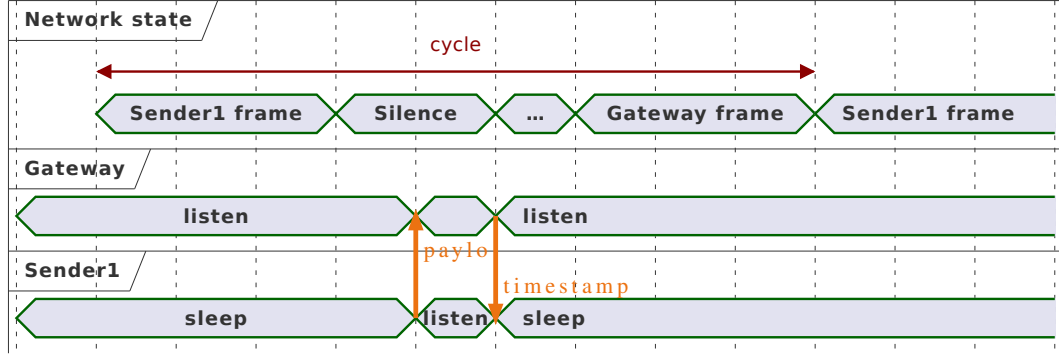 Network state
cycle
Sender1 frame
Silence
...
Gateway frame
Sender1 frame
Gateway
listen
listen
paylo
Sender1
timestamp
sleep
listen
sleep